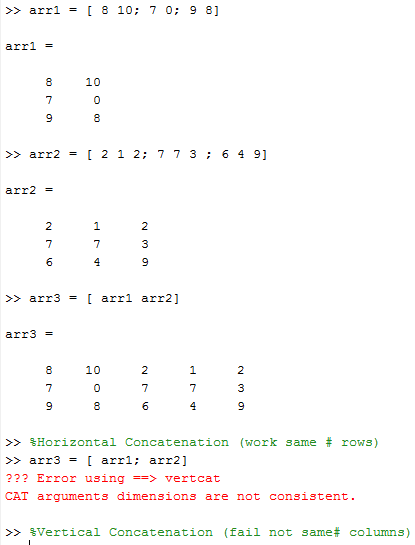 >> arr1 = [ 8 10; 7 0; 9 8]
arr1 =
8 10
7 0
9 8
>> arr2 = [ 2 1 2; 7 7 3 ; 6 4 9]
arr2 =
2 1 2
7 7 3
6 4 9
>> arr3 = [ arr1 arr2]
arr3 =
8 10 2 1 2
7 0 7 7 3
9 8 6 4 9
>> %Horizontal Concatenation (work same # rows)
>> arr3 = [ arr1; arr2]
??? Error using ==> vertcat
CAT arguments dimensions are not consistent.
>> %Vertical Concatenation (fail not same# columns)